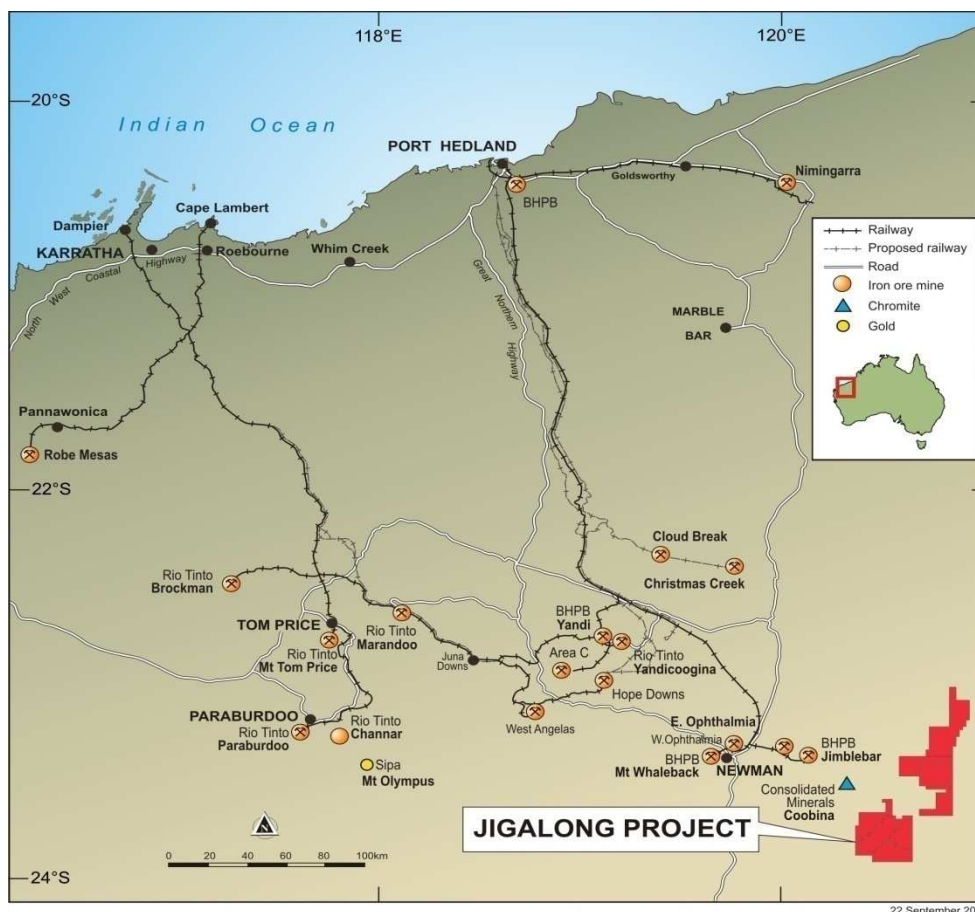 118°E
120°E
20°S
Indian Ocean
PORT HEDLAND
BHPB
Goldsworthy
Nimingarra
Cape Lambert
Dampier
KARRATHA
Roebourne
Whim Creek
North West Coastal Highway
Great Northern Highway
MARBLE
BAR
Railway
Proposed railway
Road
Iron ore mine
Chromite
Gold
Pannawonica
Robe Mesas
22°S
Cloud Break
Christmas Creek
Rio Tinto
Brockman
TOM PRICE
Rio Tinto
Mt Tom Price
Rio Tinto
Marandoo
Juna
Downs
BHPB
Yandi
Area C
Rio Tinto
Yandicoogina
Hope Downs
West Angelas
PARABURDOO
Rio Tinto
Paraburdoo
Rio Tinto
Channar
Sipa
Mt Olympus
E. Ophthalmia
W.Ophthalmia
BHPB
Mt Whaleback
NEWMAN
BHPB
Jimblebar
Consolidated
Minerals
Coobina
JIGALONG PROJECT
N
0 20 40 60 80 100km
24°S
22 September 20